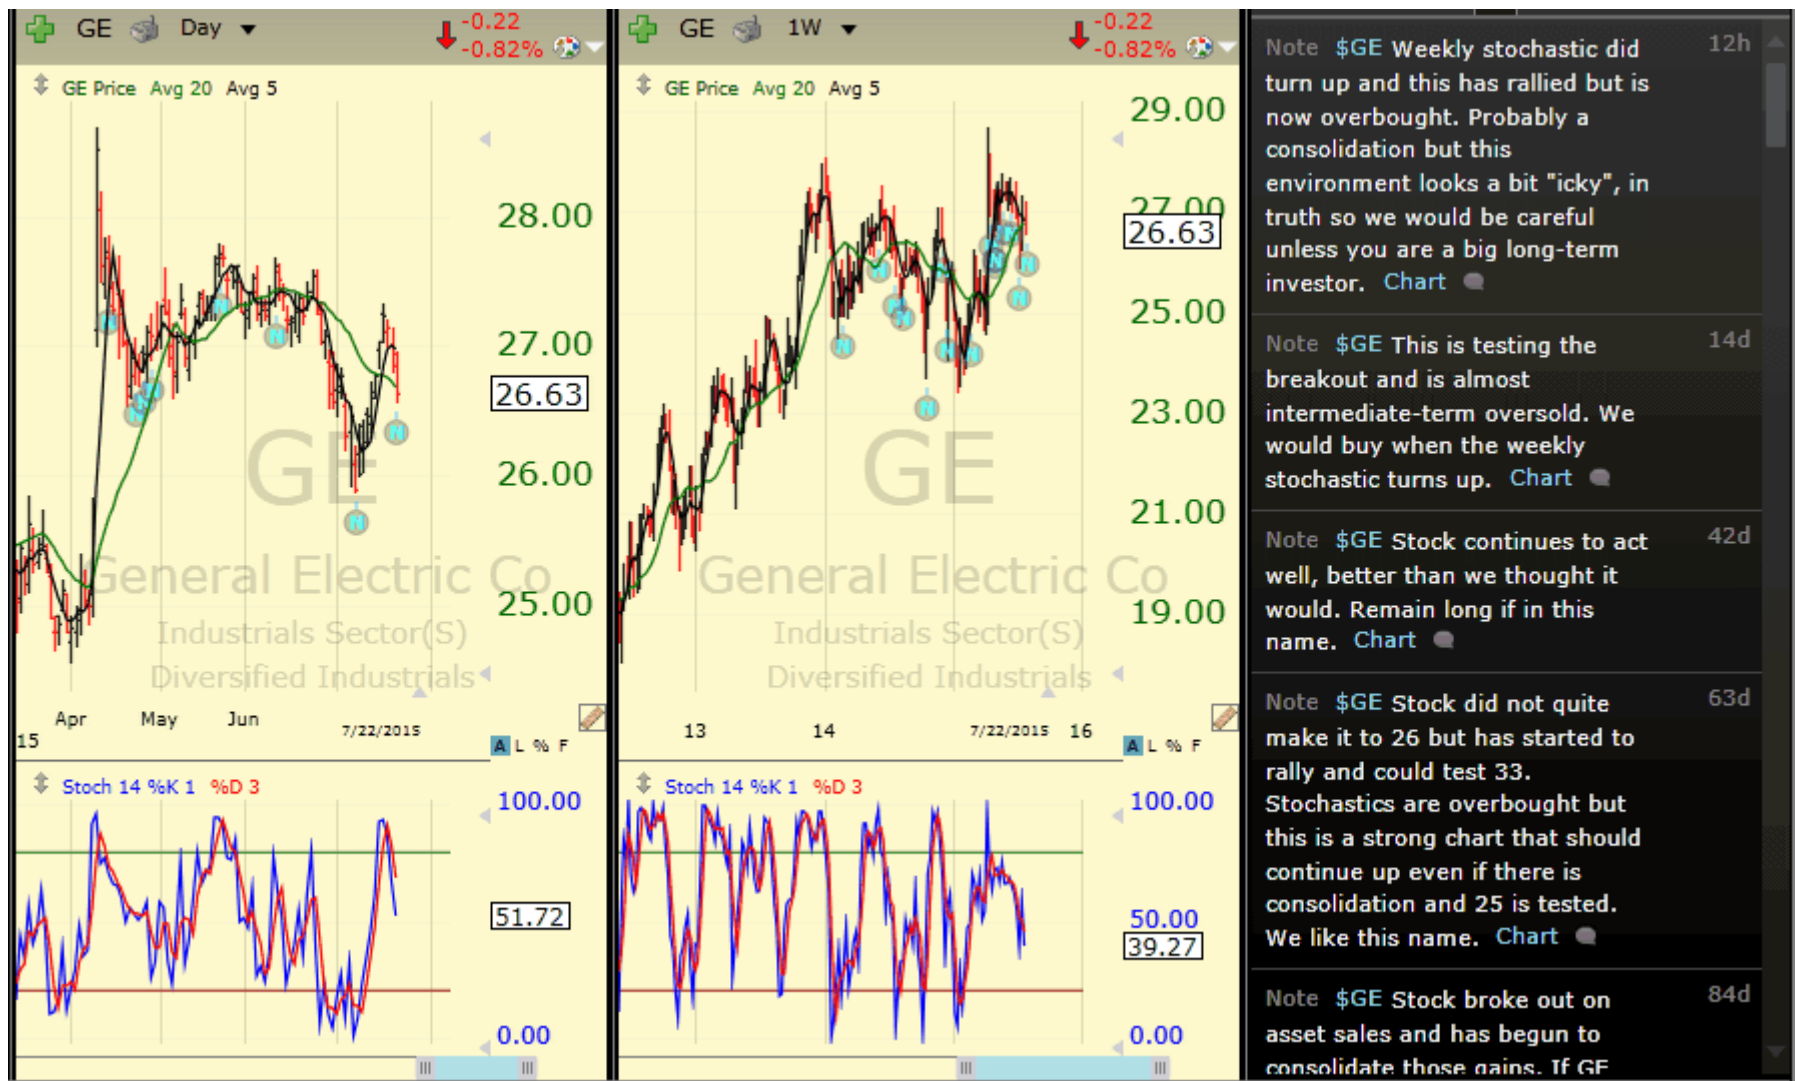 GE Day -0.22
-0.82%
GE Price Avg 20 Avg 5
28.00
27.00
26.63
26.00
25.00
GE
General Electric Co
Industrials Sector(S)
Diversified Industrials
N
N
N
N
N
N
N
N
Apr May Jun 7/22/2015
15
A L % F
Stoch 14 %K 1 %D 3
100.00
51.72
0.00
GE 1W -0.22
-0.82%
GE Price Avg 20 Avg 5
29.00
27.00
26.63
25.00
23.00
21.00
19.00
GE
General Electric Co
Industrials Sector(S)
Diversified Industrials
N
N
N
N
N
N
N
N
N
N
N
N
13 14 7/22/2015 16
A L % F
Stoch 14 %K 1 %D 3
100.00
50.00
39.27
0.00
Note $GE Weekly stochastic did 12h
turn up and this has rallied but is
now overbought. Probably a
consolidation but this
environment looks a bit "icky", in
truth so we would be careful
unless you are a big long-term
investor. Chart
Note $GE This is testing the 14d
breakout and is almost
intermediate-term oversold. We
would buy when the weekly
stochastic turns up. Chart
Note $GE Stock continues to act 42d
well, better than we thought it
would. Remain long if in this
name. Chart
Note $GE Stock did not quite 63d
make it to 26 but has started to
rally and could test 33.
Stochastics are overbought but
this is a strong chart that should
continue up even if there is
consolidation and 25 is tested.
We like this name. Chart
Note $GE Stock broke out on 84d
asset sales and has begun to
consolidate those gains. If GE